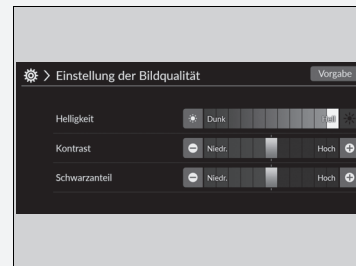 Einstellung der Bildqualität
Vorgabe
Helligkeit Dunk Hell
Kontrast Niedr. Hoch
Schwarzanteil Niedr. Hoch